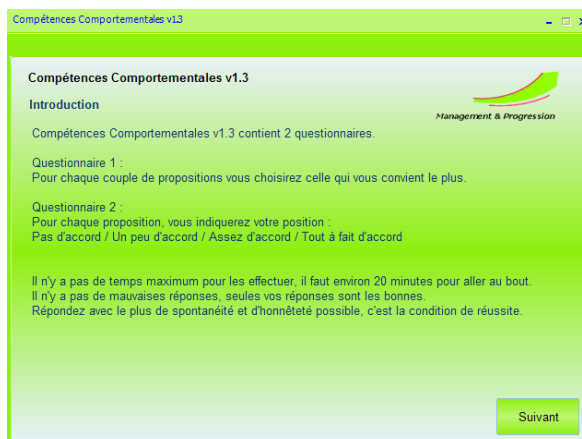 Compétences Comportementales v1.3
Compétences Comportementales v1.3
Introduction
Management & Progression
Compétences Comportementales v1.3 contient 2 questionnaires.
Questionnaire 1 :
Pour chaque couple de propositions vous choisirez celle qui vous convient le plus.
Questionnaire 2 :
Pour chaque proposition, vous indiquerez votre position :
Pas d'accord / Un peu d'accord / Assez d'accord / Tout à fait d'accord
Il n'y a pas de temps maximum pour les effectuer, il faut environ 20 minutes pour aller au bout.
Il n'y a pas de mauvaises réponses, seules vos réponses sont les bonnes.
Répondez avec le plus de spontanéité et d'honnêteté possible, c'est la condition de réussite.
Suivant